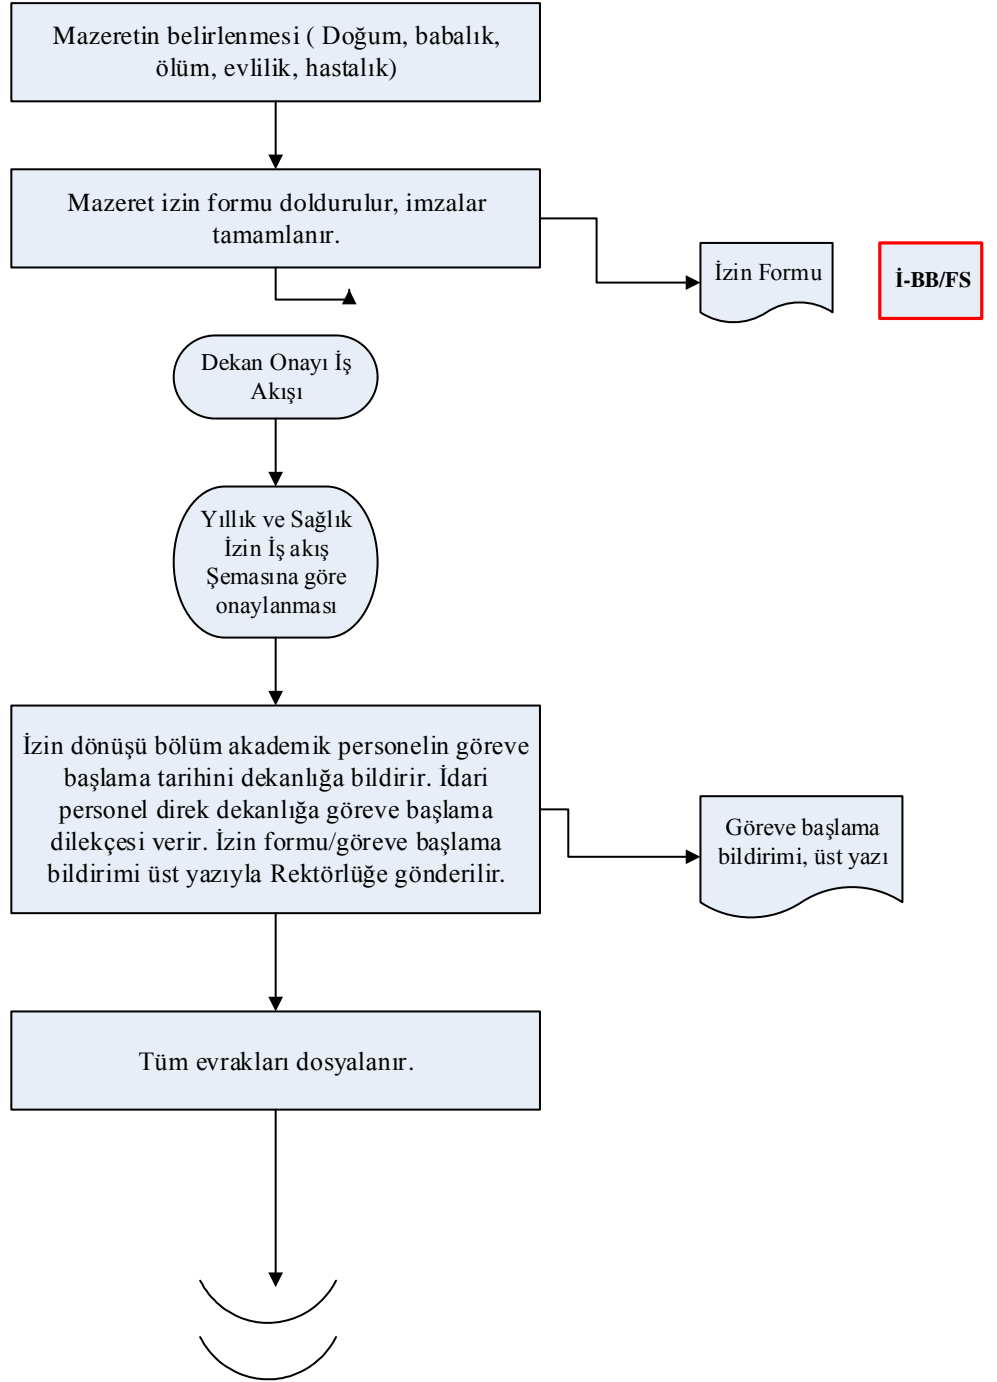 Mazeretin belirlenmesi ( Doğum, babalık,
ölüm, evlilik, hastalık)
Mazeret izin formu doldurulur, imzalar
tamamlanır.
İzin Formu
İ-BB/FS
Dekan Onayı İş
Akışı
Yıllık ve Sağlık
İzin İş akış
Şemasına göre
onaylanması
İzin dönüşü bölüm akademik personelin göreve
başlama tarihini dekanlığa bildirir. İdari
personel direk dekanlığa göreve başlama
dilekçesi verir. İzin formu/göreve başlama
bildirimi üst yazıyla Rektörlüğe gönderilir.
Göreve başlama
bildirimi, üst yazı
Tüm evrakları dosyalanır.